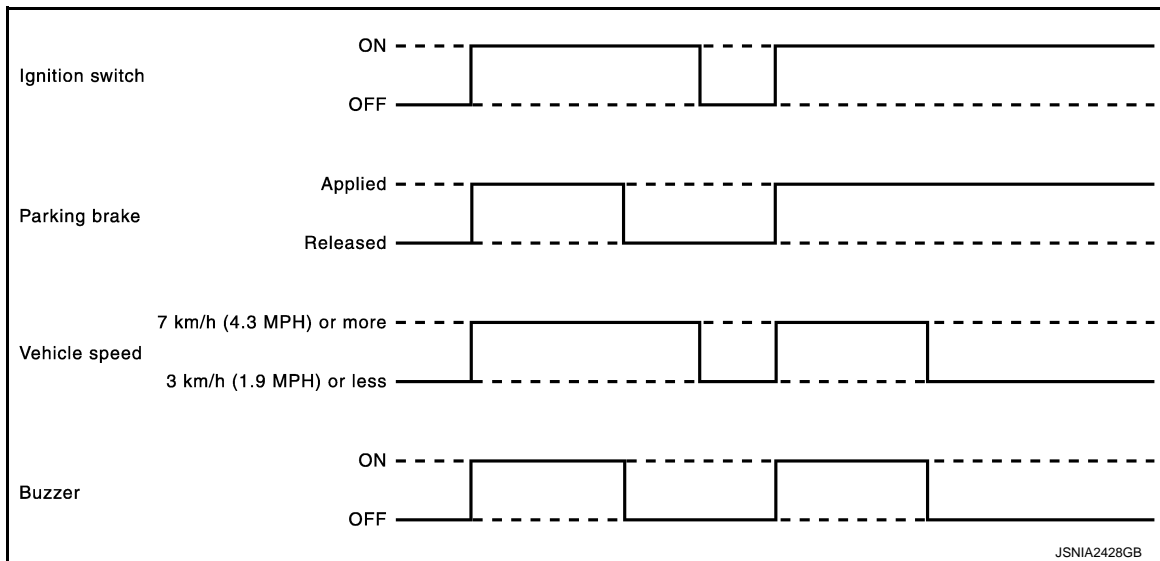 ON
Ignition switch
OFF
Applied
Parking brake
Released
7 km/h (4.3 MPH) or more
Vehicle speed
3 km/h (1.9 MPH) or less
ON
Buzzer
OFF
JSNIA2428GB